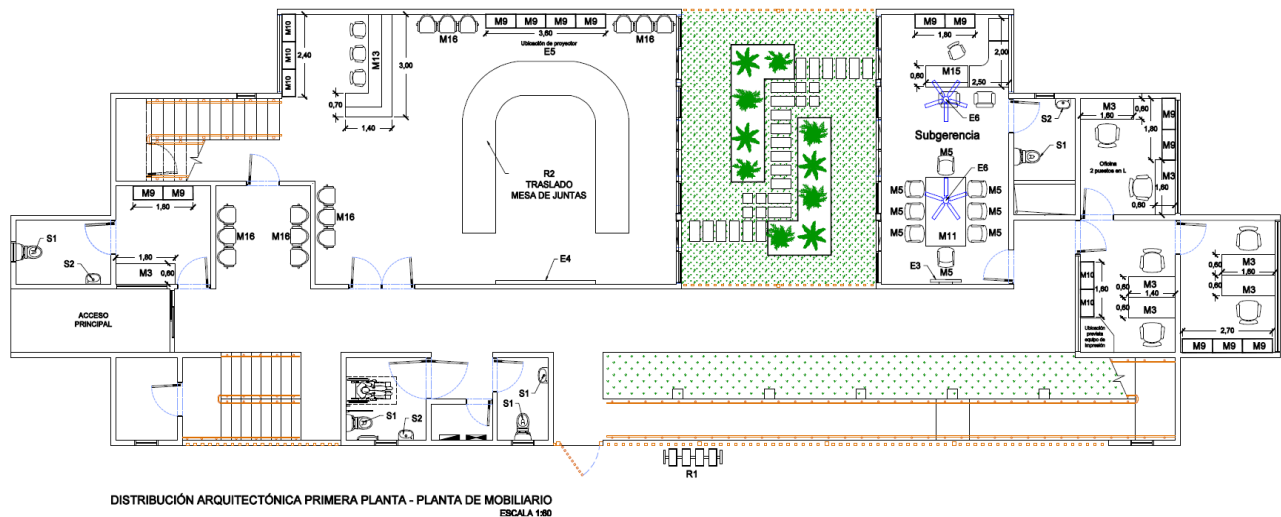 M10
M10
M10
2,40
M13
3,00
0,70
1,40
M16
M9 M9 M9 M9
3,60
Ubicación de proyector
E5
M16
R2
TRASLADO
MESA DE JUNTAS
E4
M9 M9
1,80
2,00
M15
0,60
2,50
E6
Subgerencia
M5
E6
M5 M5
M5 M5
M5 M5
M11
M5
E3
S2
S1
M3
1,60
0,60
1,80
M9
M9
Oficina
2 puestos en L
M3
1,60
0,60
M9 M9
1,80
M16
M16
M16
S1
S2
1,80
M3
0,60
ACCESO
PRINCIPAL
M10
M10
1,60
0,60
M3
1,40
0,60
M3
Ubicación
prevista
equipo de
impresión
0,60
M3
1,60
0,60
M3
2,70
M9 M9 M9
S1
S2
S1
S1
R1
DISTRIBUCIÓN ARQUITECTÓNICA PRIMERA PLANTA - PLANTA DE MOBILIARIO
ESCALA 1:60